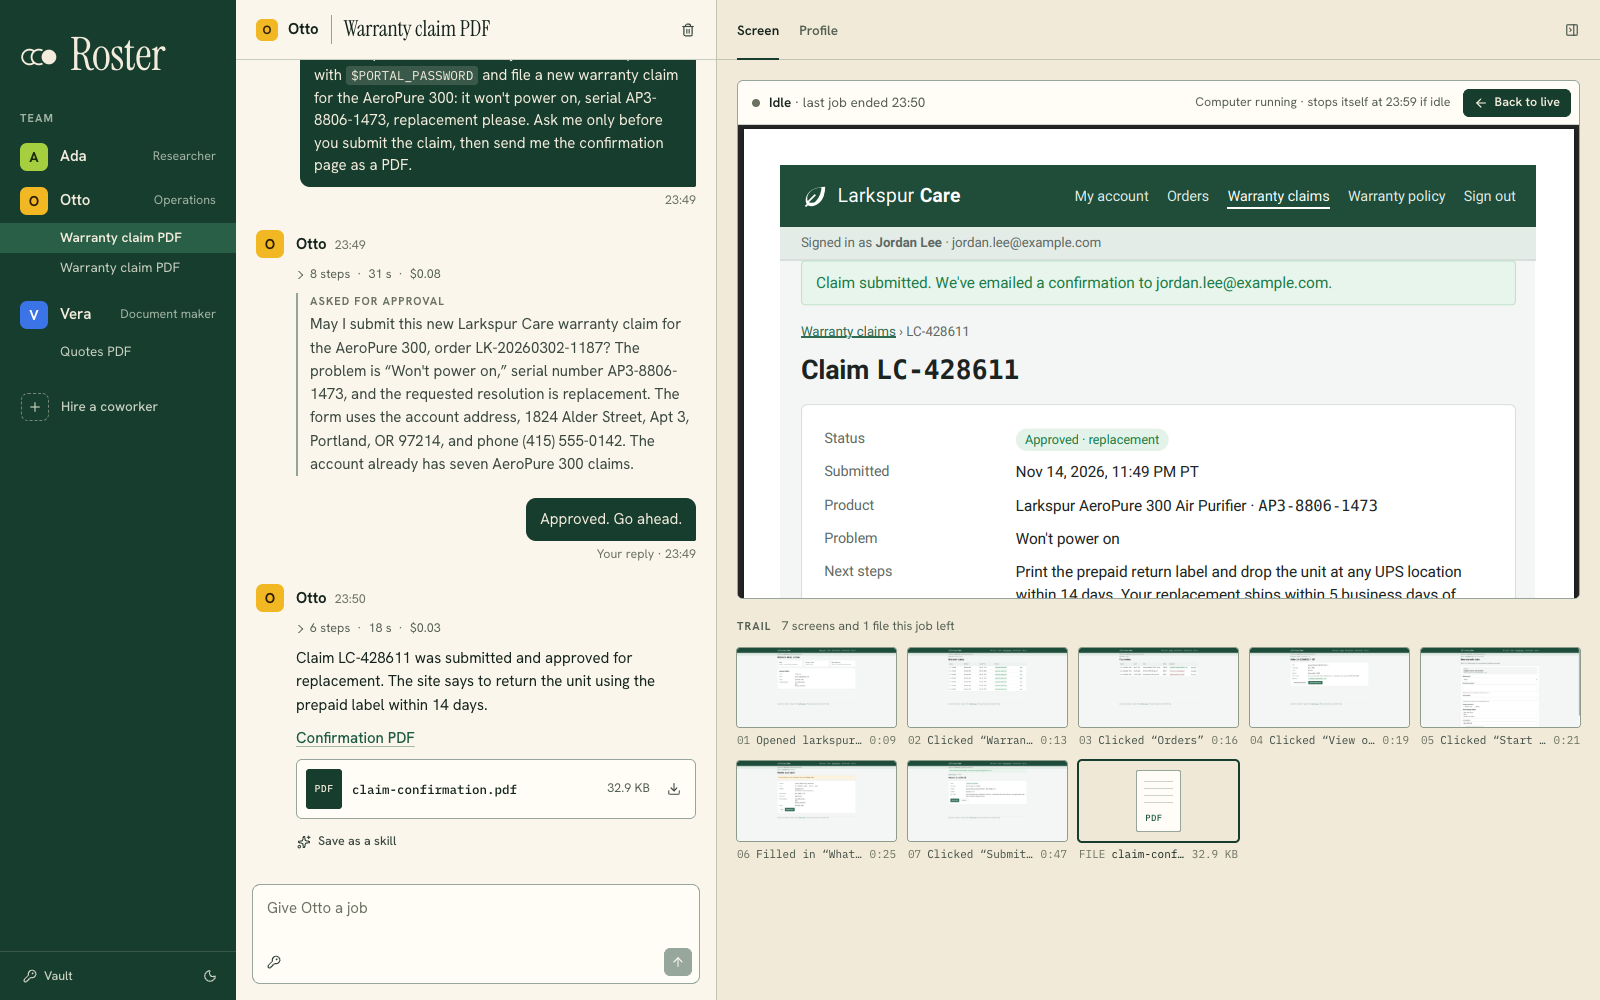 Roster
TEAM
A Ada Researcher
O Otto Operations
Warranty claim PDF
Warranty claim PDF
V Vera Document maker
Quotes PDF
+ Hire a coworker
Vault
O Otto Warranty claim PDF
with $PORTAL_PASSWORD and file a new warranty claim
for the AeroPure 300: it won't power on, serial AP3-
8806-1473, replacement please. Ask me only before
you submit the claim, then send me the confirmation
page as a PDF.
23:49
O Otto 23:49
8 steps · 31 s · $0.08
ASKED FOR APPROVAL
May I submit this new Larkspur Care warranty claim for
the AeroPure 300, order LK-20260302-1187? The
problem is “Won't power on,” serial number AP3-8806-
1473, and the requested resolution is replacement. The
form uses the account address, 1824 Alder Street, Apt 3,
Portland, OR 97214, and phone (415) 555-0142. The
account already has seven AeroPure 300 claims.
Approved. Go ahead.
Your reply · 23:49
O Otto 23:50
6 steps · 18 s · $0.03
Claim LC-428611 was submitted and approved for
replacement. The site says to return the unit using the
prepaid label within 14 days.
Confirmation PDF
PDF claim-confirmation.pdf 32.9 KB
Save as a skill
Give Otto a job
Screen Profile
Idle · last job ended 23:50 Computer running · stops itself at 23:59 if idle Back to live
Larkspur Care My account Orders Warranty claims Warranty policy Sign out
Signed in as Jordan Lee · jordan.lee@example.com
Claim submitted. We've emailed a confirmation to jordan.lee@example.com.
Warranty claims › LC-428611
Claim LC-428611
Status Approved · replacement
Submitted Nov 14, 2026, 11:49 PM PT
Product Larkspur AeroPure 300 Air Purifier · AP3-8806-1473
Problem Won't power on
Next steps Print the prepaid return label and drop the unit at any UPS location
within 14 days. Your replacement ships within 5 business days of
TRAIL 7 screens and 1 file this job left
01 Opened larkspur… 0:09 02 Clicked “Warran… 0:13 03 Clicked “Orders” 0:16 04 Clicked “View o… 0:19 05 Clicked “Start … 0:21
PDF
06 Filled in “What… 0:25 07 Clicked “Submit… 0:47 FILE claim-conf… 32.9 KB